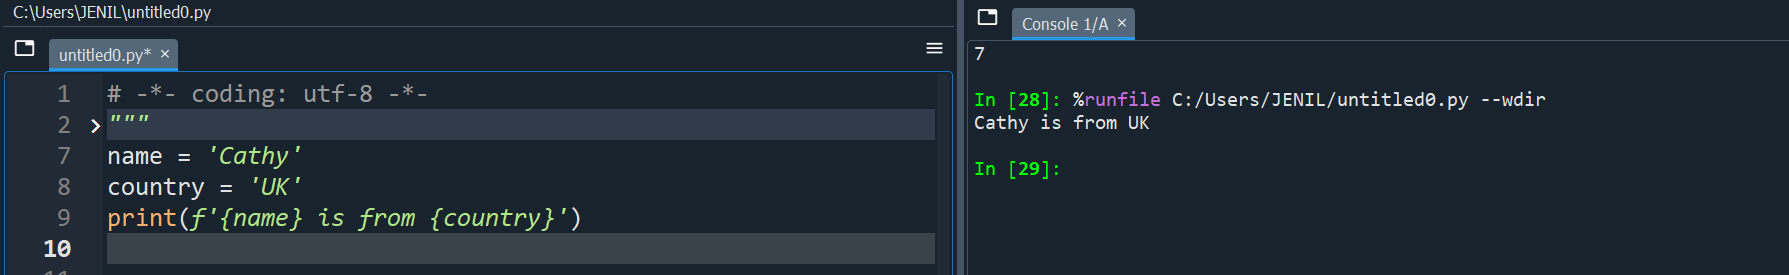 C:\Users\JENIL\untitled0.py
untitled0.py*
1 # -*- coding: utf-8 -*-
2 """
7 name = 'Cathy'
8 country = 'UK'
9 print(f'{name} is from {country}')
10
11
Console 1/A
7
In [28]: %runfile C:/Users/JENIL/untitled0.py --wdir
Cathy is from UK
In [29]: